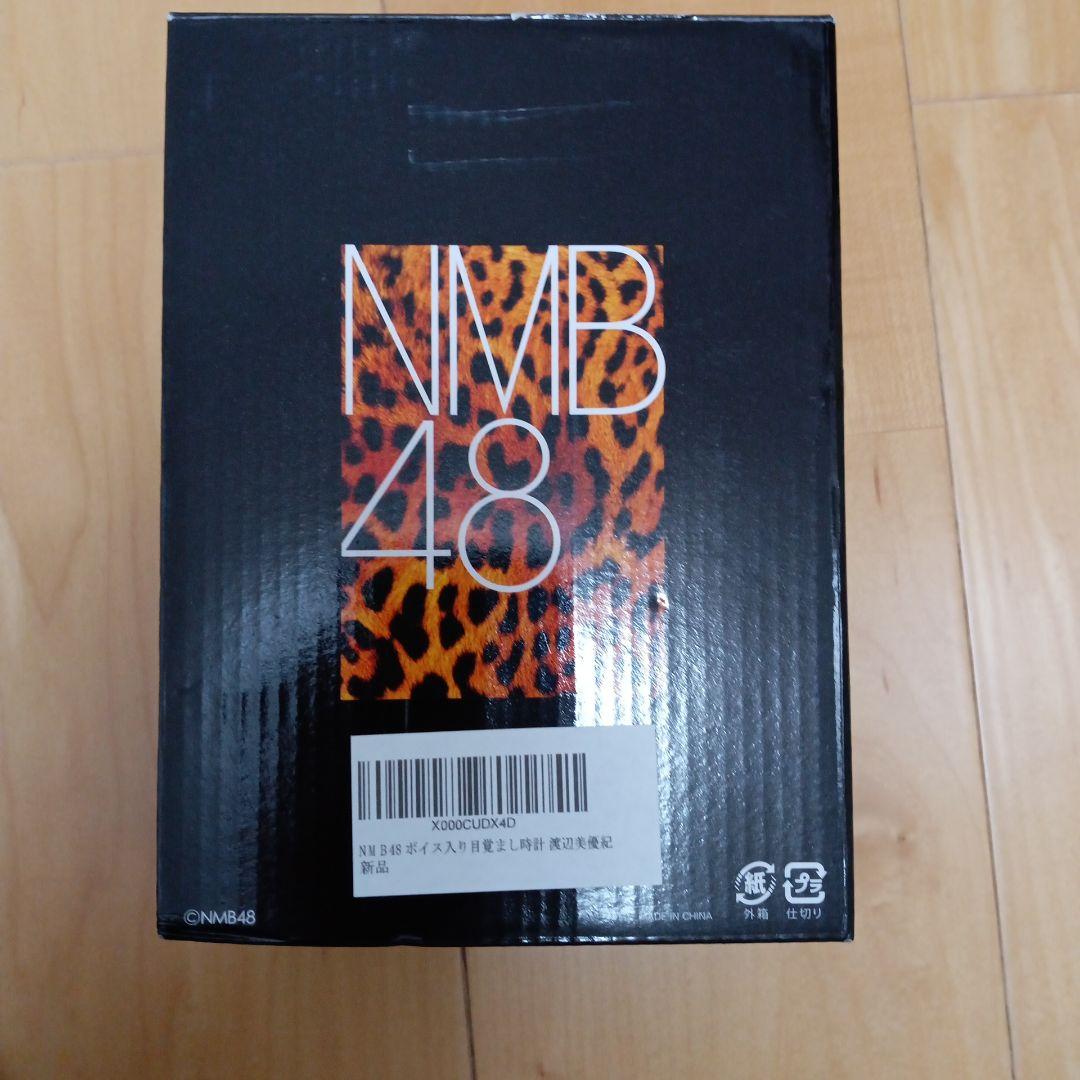 NMB
48
X000CUDX4D
NMB48 ボイス入り目覚まし時計 渡辺美優紀
新品
紙
外箱
プラ
仕切り
©NMB48
MADE IN CHINA